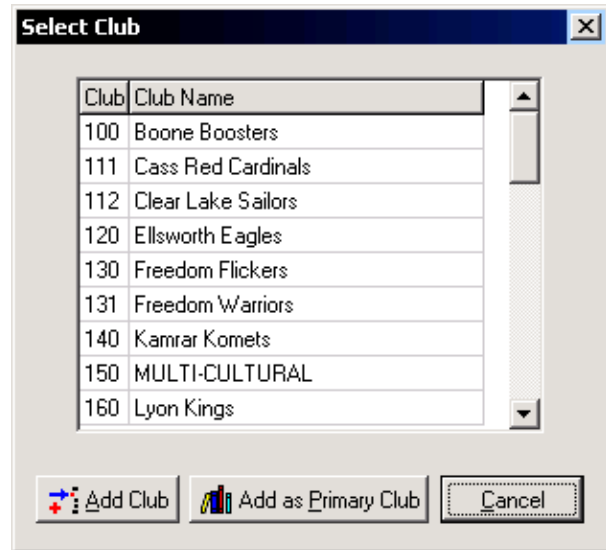 Select Club
Club Club Name
100 Boone Boosters
111 Cass Red Cardinals
112 Clear Lake Sailors
120 Ellsworth Eagles
130 Freedom Flickers
131 Freedom Warriors
140 Kamrar Komets
150 MULTI-CULTURAL
160 Lyon Kings
Add Club Add as Primary Club Cancel